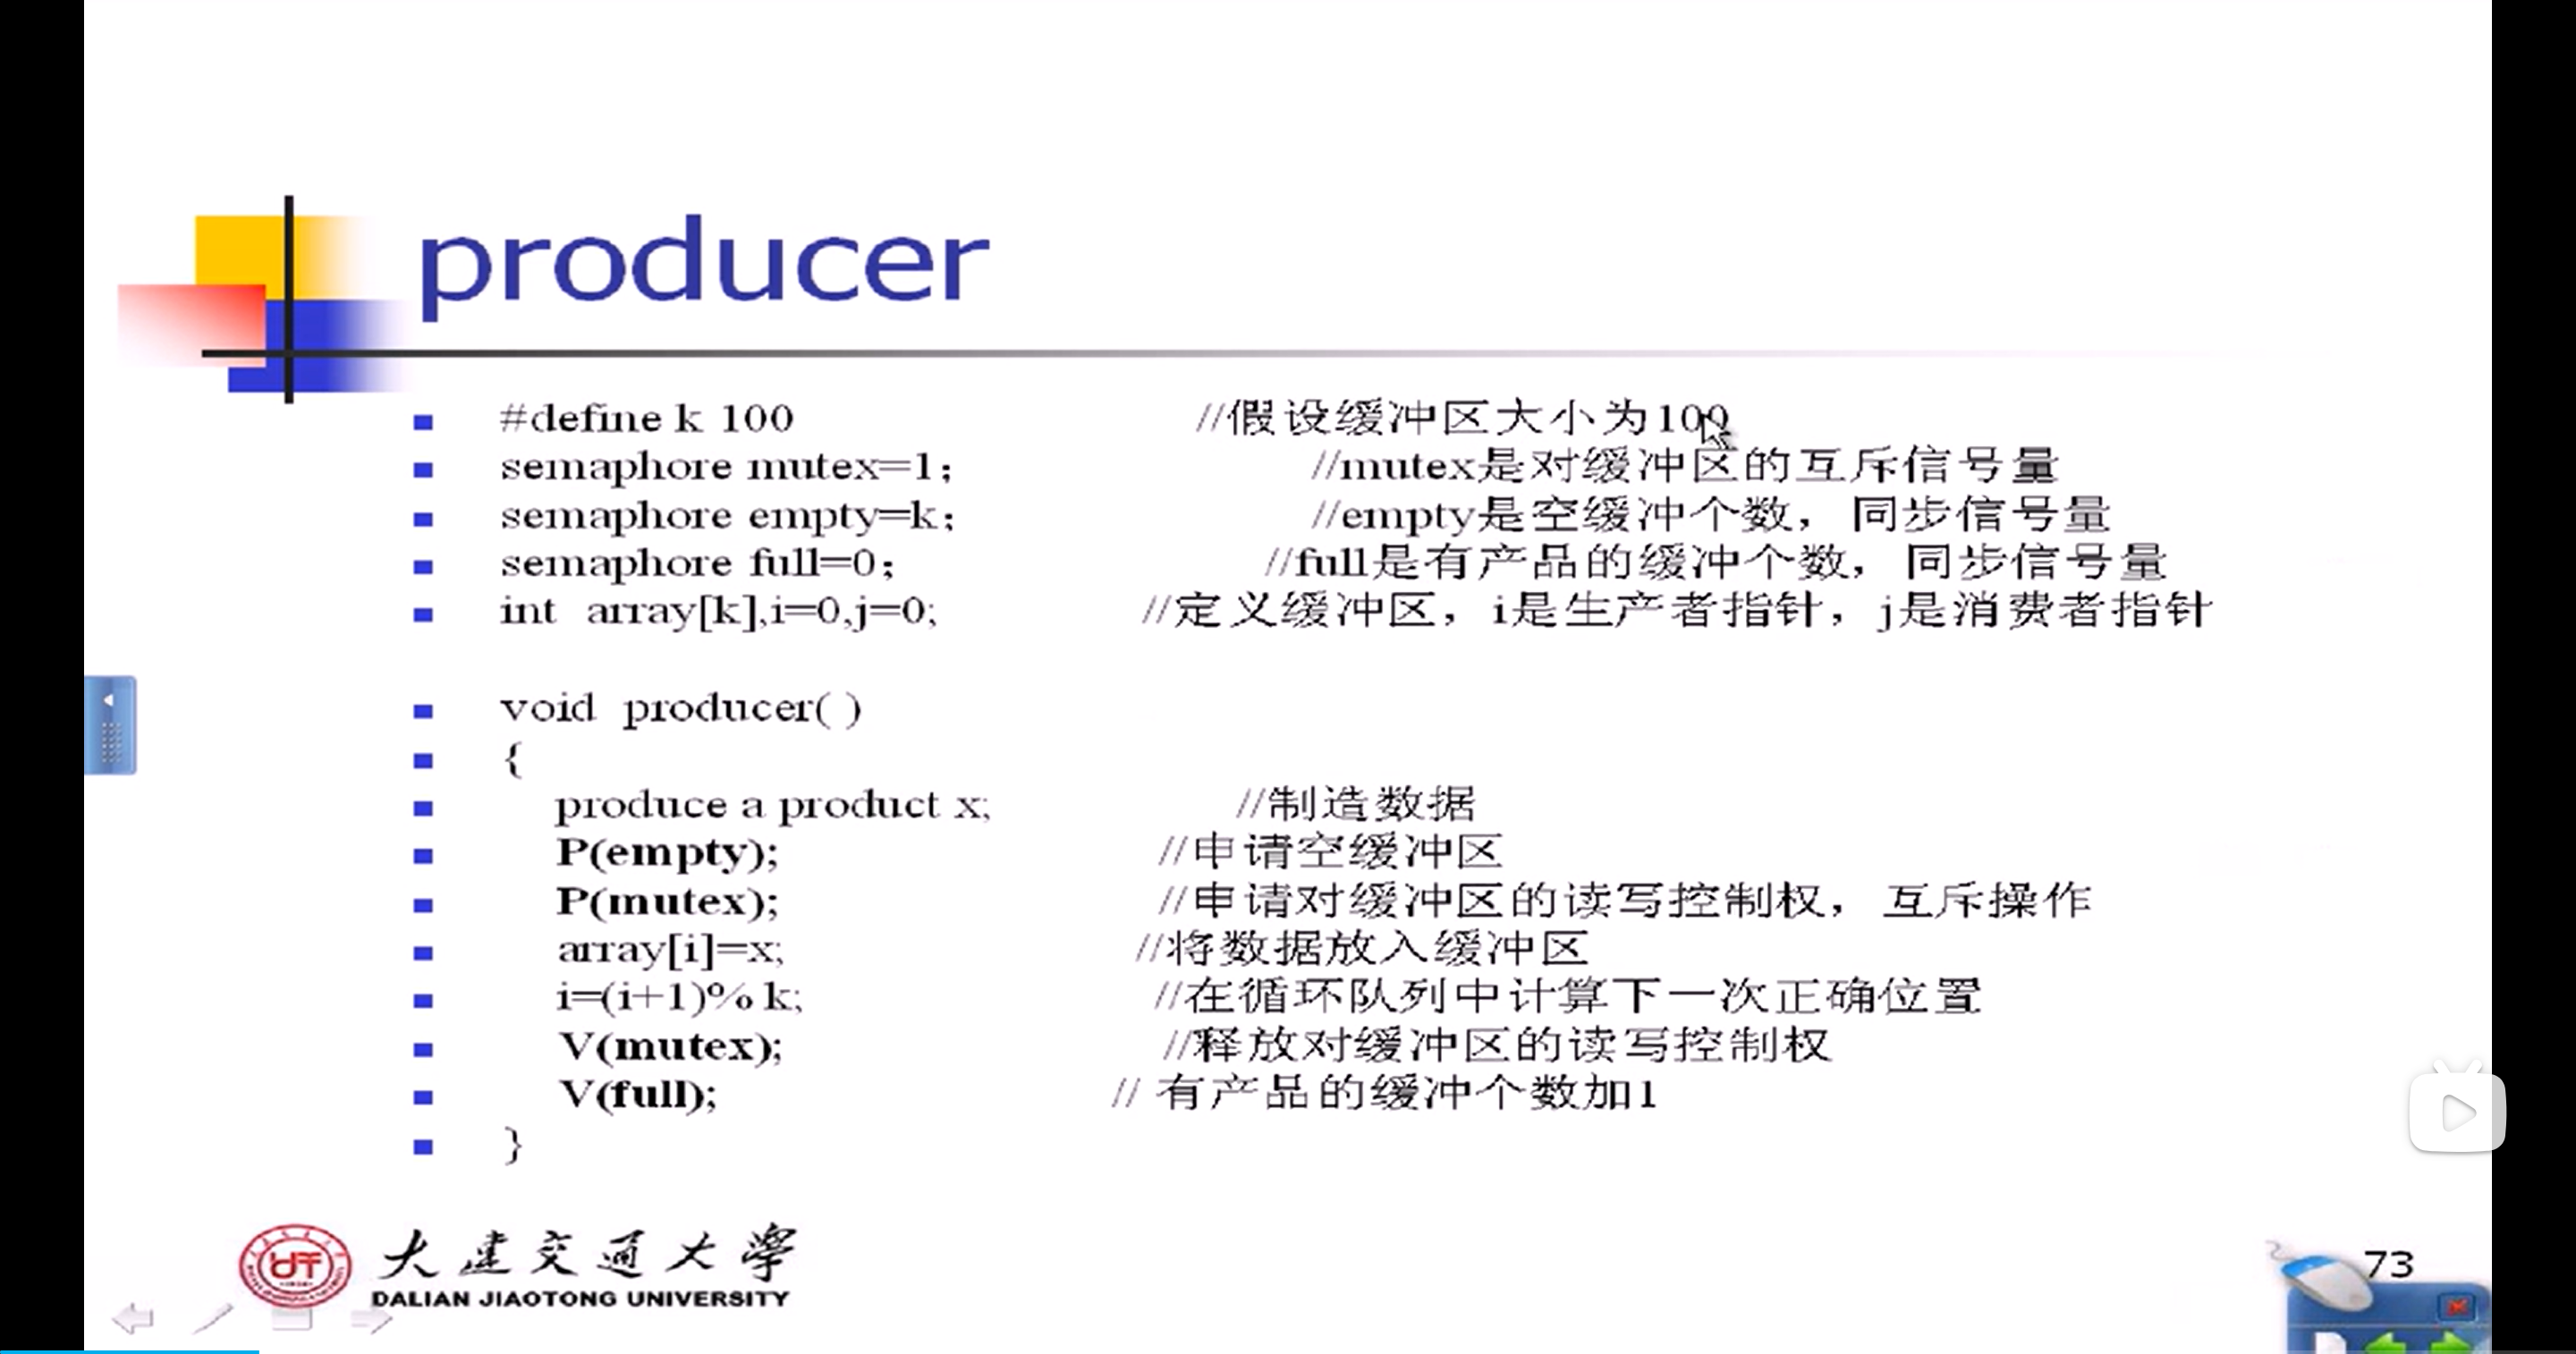 producer
#define k 100 //假设缓冲区大小为100
semaphore mutex=1; //mutex是对缓冲区的互斥信号量
semaphore empty=k; //empty是空缓冲个数，同步信号量
semaphore full=0; //full是有产品的缓冲个数，同步信号量
int array[k],i=0,j=0; //定义缓冲区，i是生产者指针，j是消费者指针
void producer( )
{
produce a product x; //制造数据
P(empty); //申请空缓冲区
P(mutex); //申请对缓冲区的读写控制权，互斥操作
array[i]=x; //将数据放入缓冲区
i=(i+1)% k; //在循环队列中计算下一次正确位置
V(mutex); //释放对缓冲区的读写控制权
V(full); // 有产品的缓冲个数加1
}
大连交通大学
DALIAN JIAOTONG UNIVERSITY
73